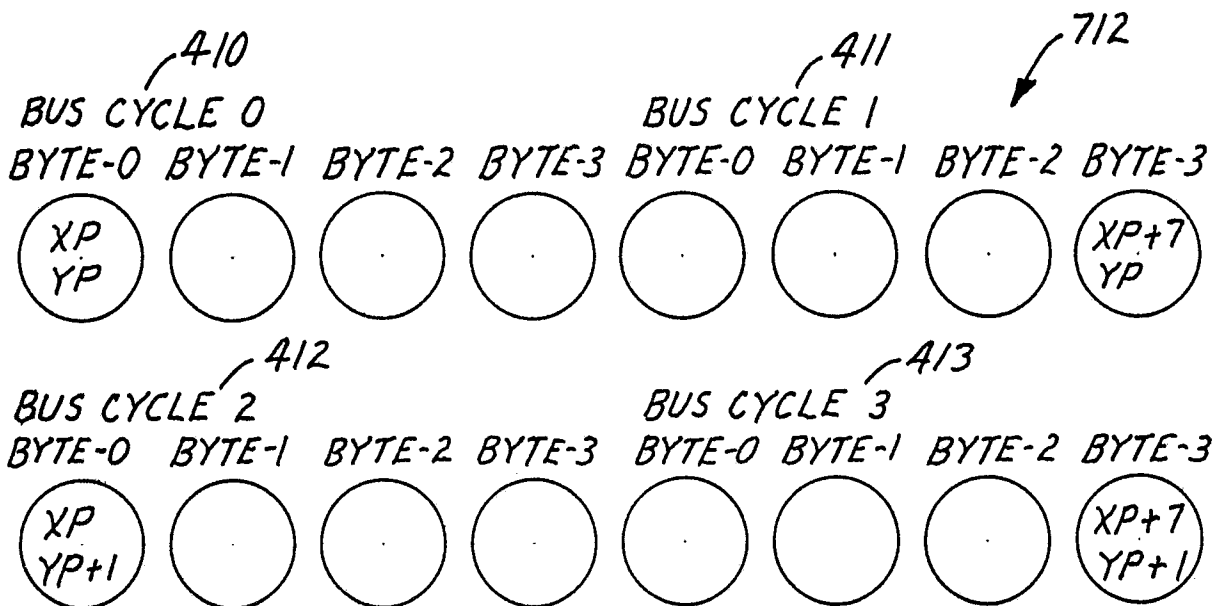 410 411 712
BUS CYCLE 0 BUS CYCLE 1
BYTE-0 BYTE-1 BYTE-2 BYTE-3 BYTE-0 BYTE-1 BYTE-2 BYTE-3
XP XP+7
YP YP
412 413
BUS CYCLE 2 BUS CYCLE 3
BYTE-0 BYTE-1 BYTE-2 BYTE-3 BYTE-0 BYTE-1 BYTE-2 BYTE-3
XP XP+7
YP+1 YP+1